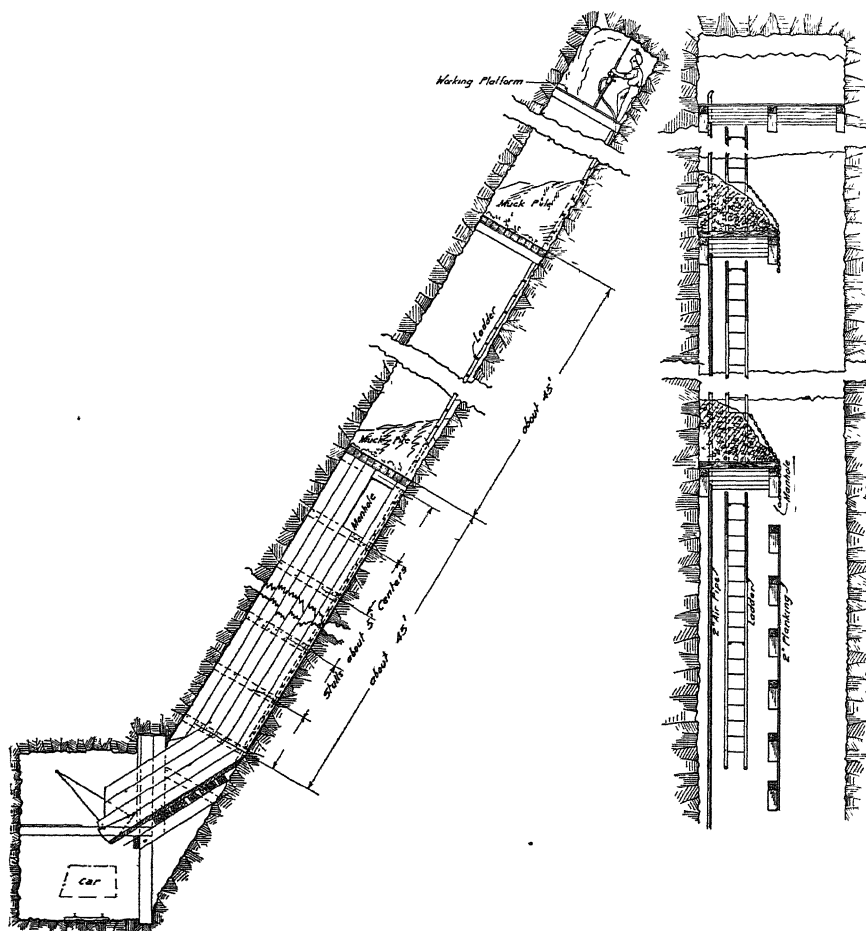 Working Platform
Muck Pile
Ladder
about 45'
Muck Pile
Manhole
Stulls about 5' Centers
about 45'
Car
Manhole
2" Air Pipe
Ladder
2" Planking